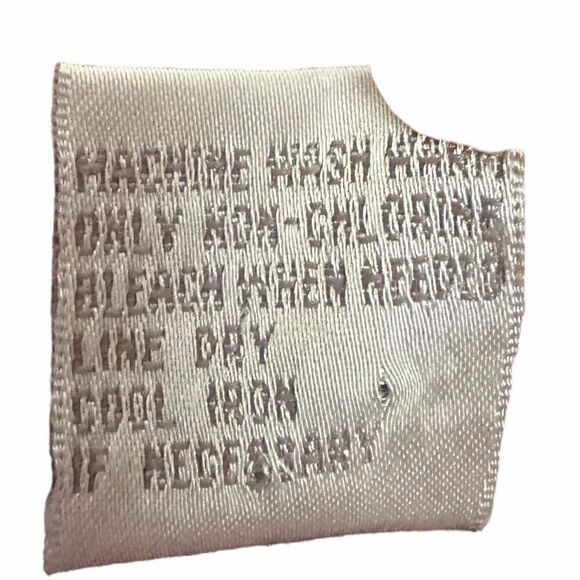 MACHINE WASH WARM
ONLY NON-CHLORINE
BLEACH WHEN NEEDED
LINE DRY
COOL IRON
IF NECESSARY